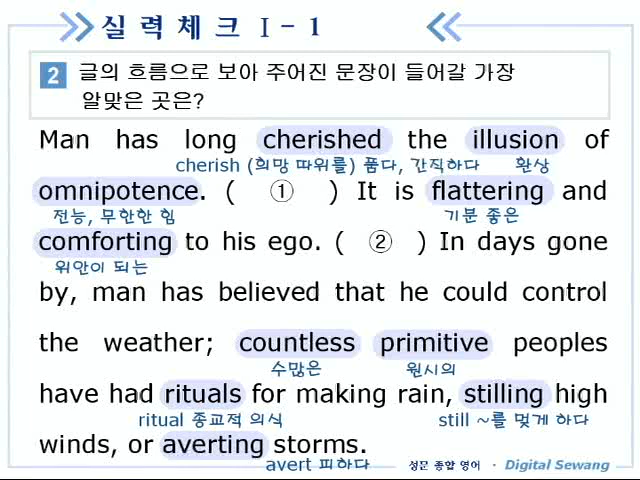 실력체크 I - 1
2 글의 흐름으로 보아 주어진 문장이 들어갈 가장
알맞은 곳은?
Man has long cherished the illusion of
cherish (희망 따위를) 품다, 간직하다 환상
omnipotence. ( ① ) It is flattering and
전능, 무한한 힘 기분 좋은
comforting to his ego. ( ② ) In days gone
위안이 되는
by, man has believed that he could control
the weather; countless primitive peoples
수많은 원시의
have had rituals for making rain, stilling high
ritual 종교적 의식 still ~를 멎게 하다
winds, or averting storms.
avert 피하다 성문 종합 영어 · Digital Sewang